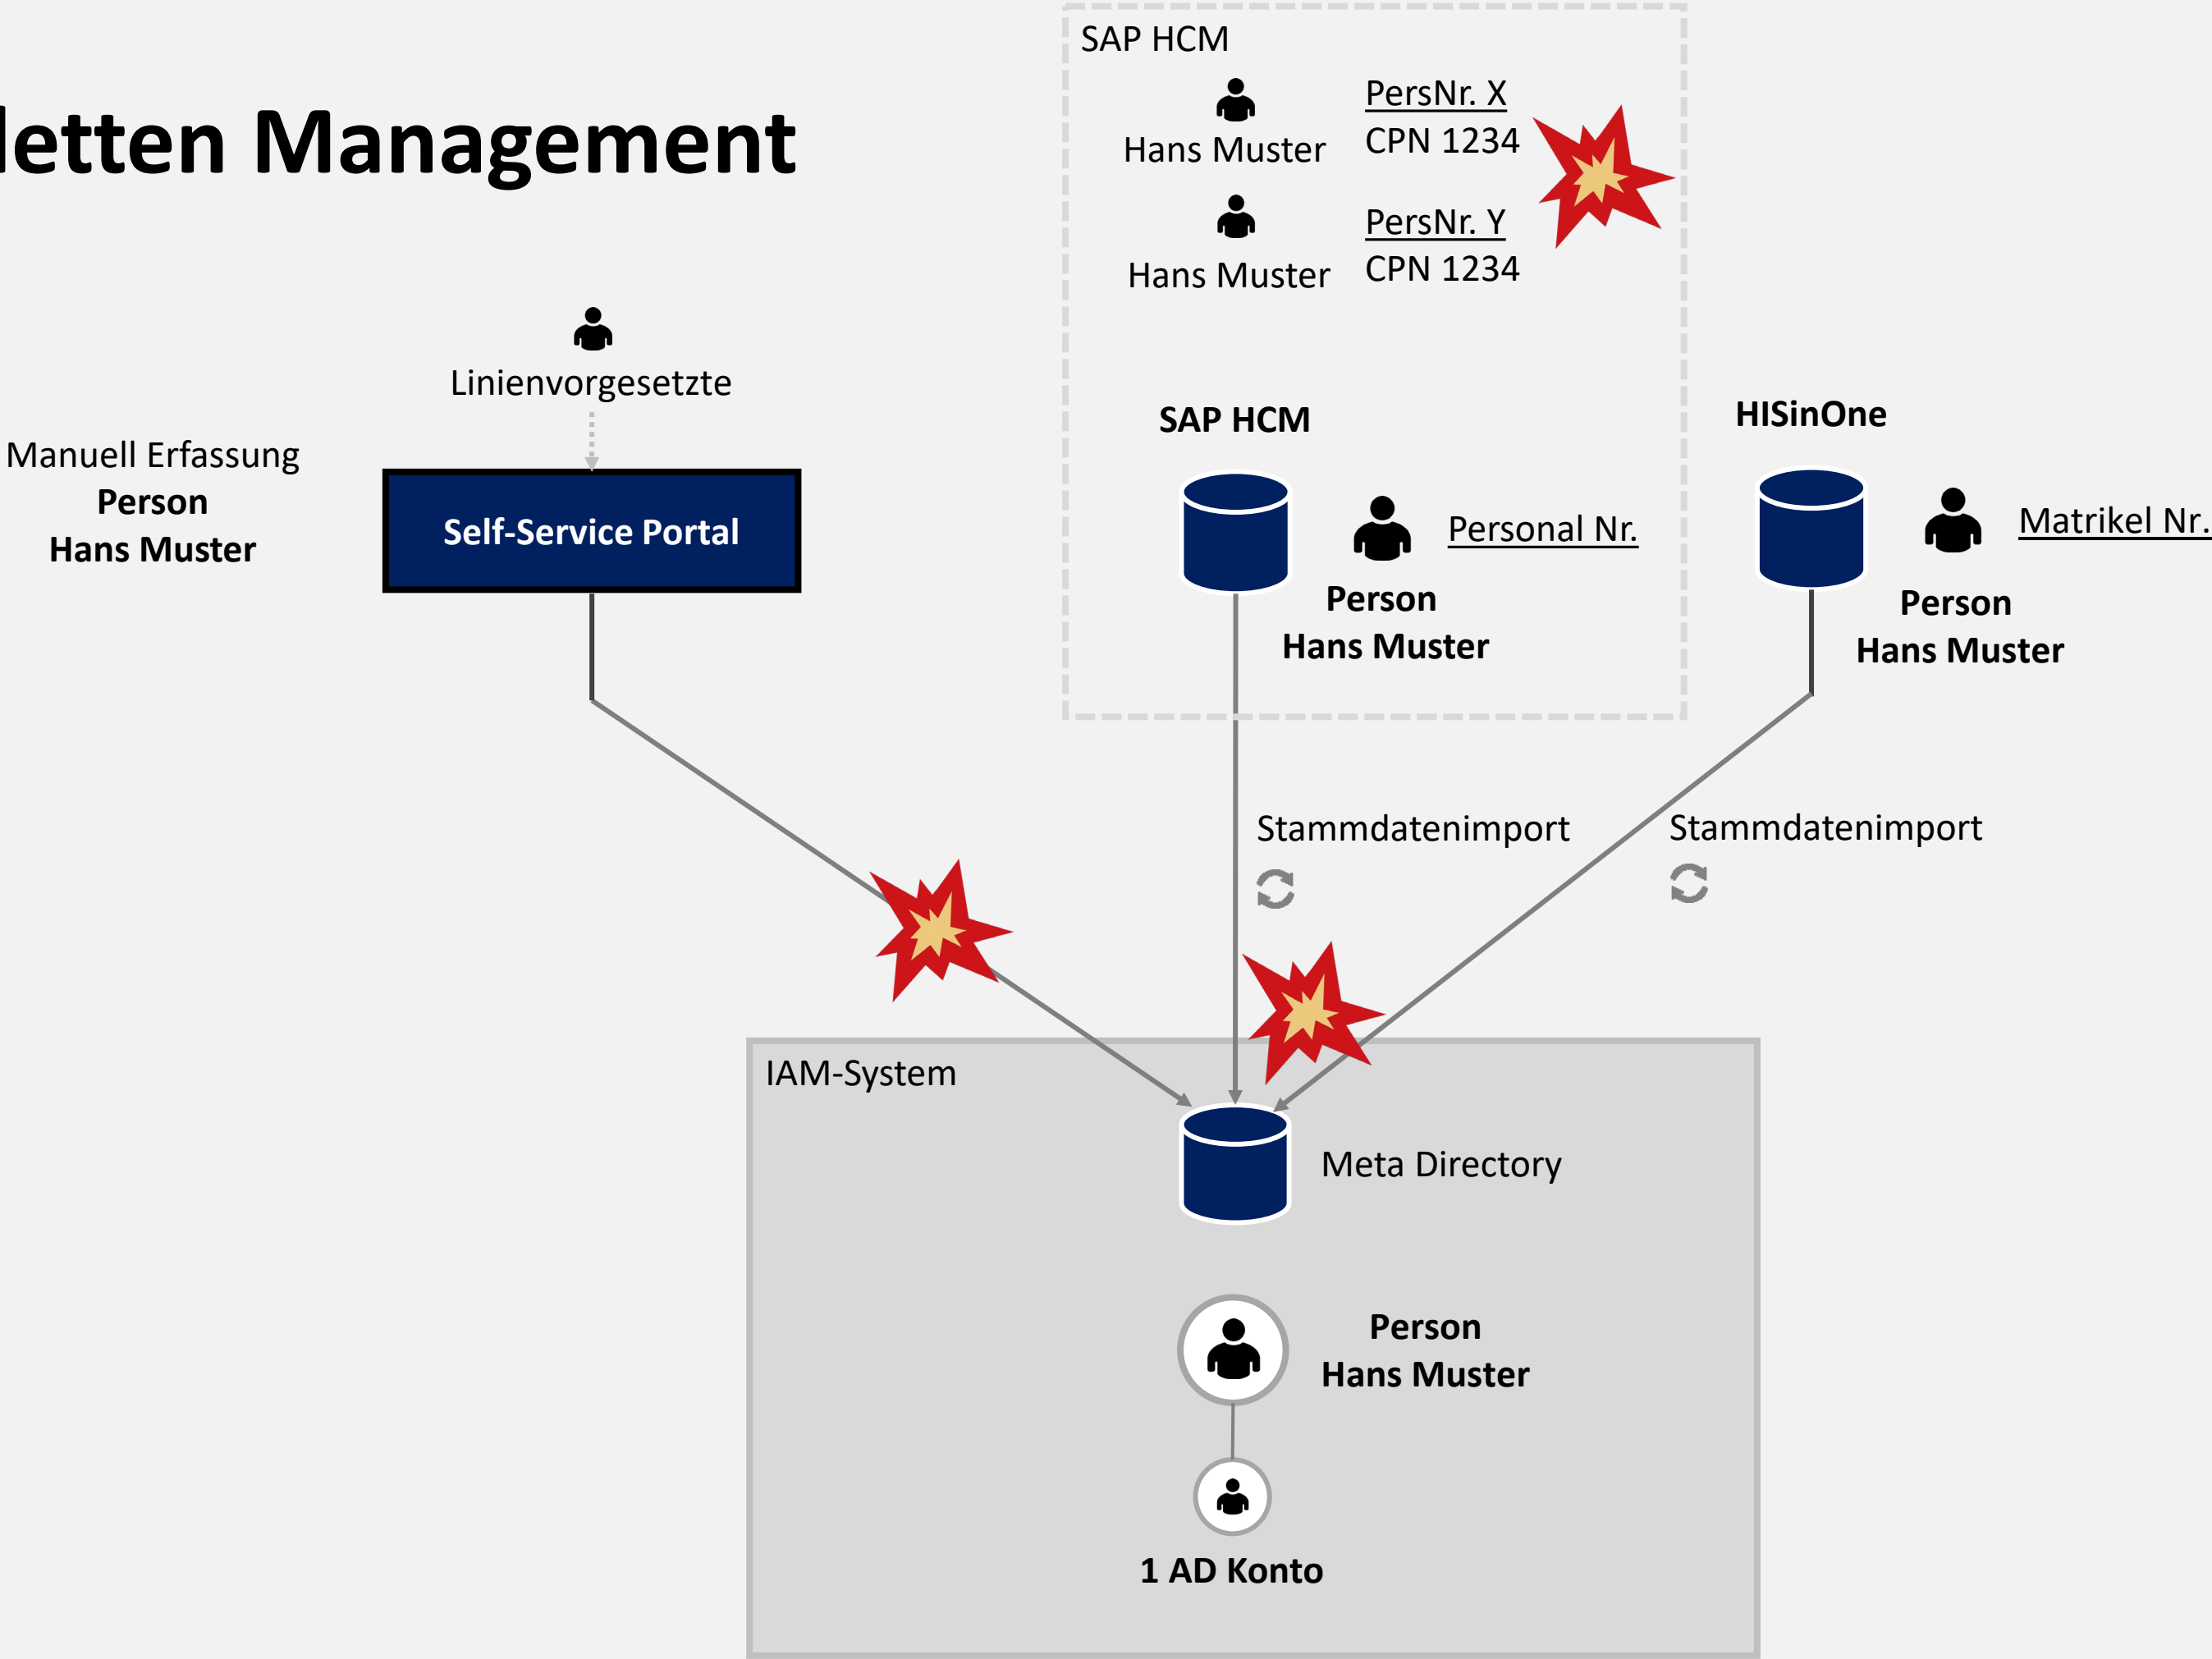 letten Management
SAP HCM
Hans Muster
PersNr. X
CPN 1234
Hans Muster
PersNr. Y
CPN 1234
Linienvorgesetzte
Manuell Erfassung
Person
Hans Muster
Self-Service Portal
SAP HCM
Personal Nr.
Person
Hans Muster
HISinOne
Matrikel Nr.
Person
Hans Muster
Stammdatenimport
Stammdatenimport
IAM-System
Meta Directory
Person
Hans Muster
1 AD Konto